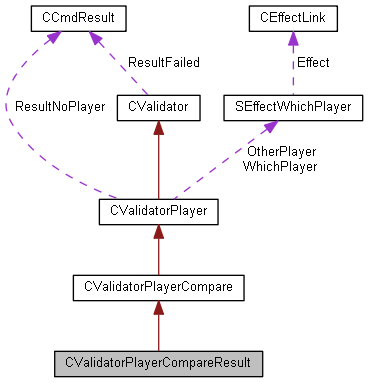 CCmdResult
CEffectLink
ResultFailed
Effect
ResultNoPlayer
CValidator
SEffectWhichPlayer
OtherPlayer
WhichPlayer
CValidatorPlayer
CValidatorPlayerCompare
CValidatorPlayerCompareResult